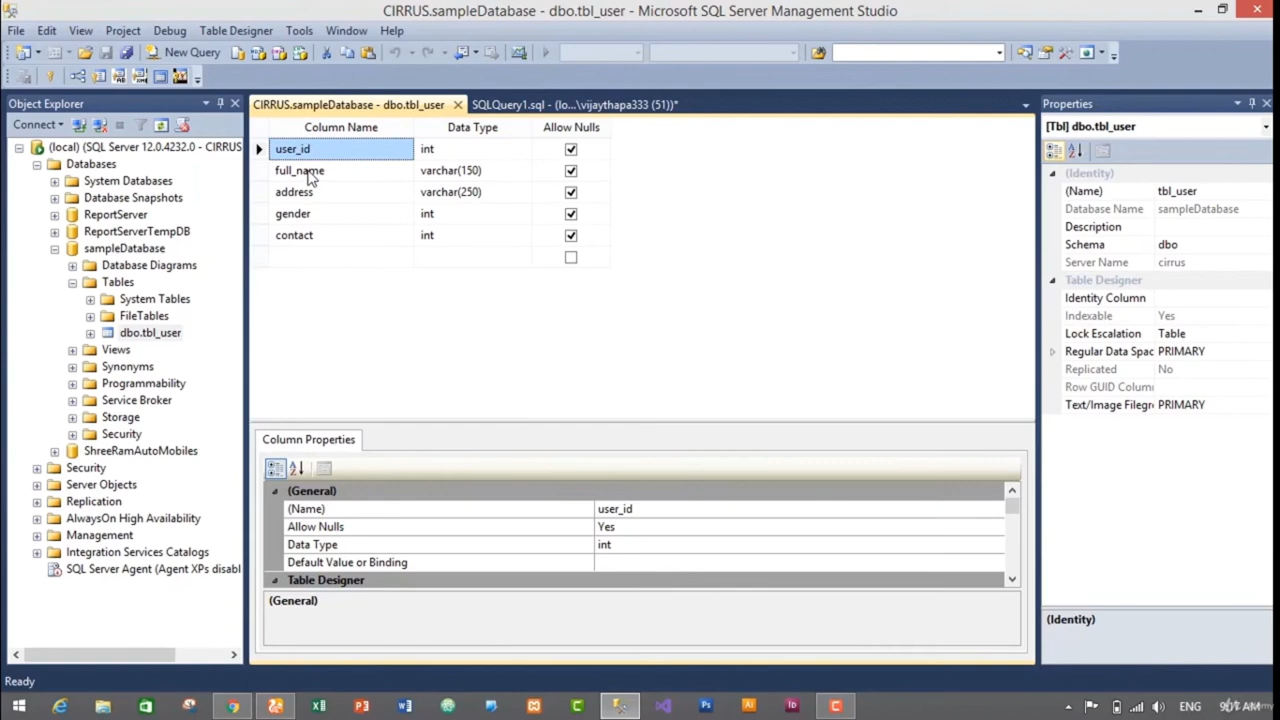 CIRRUS.sampleDatabase - dbo.tbl_user - Microsoft SQL Server Management Studio
File Edit View Project Debug Table Designer Tools Window Help
New Query
Object Explorer
Connect
(local) (SQL Server 12.0.4232.0 - CIRRUS
Databases
System Databases
Database Snapshots
ReportServer
ReportServerTempDB
sampleDatabase
Database Diagrams
Tables
System Tables
FileTables
dbo.tbl_user
Views
Synonyms
Programmability
Service Broker
Storage
Security
ShreeRamAutoMobiles
Security
Server Objects
Replication
AlwaysOn High Availability
Management
Integration Services Catalogs
SQL Server Agent (Agent XPs disabl
CIRRUS.sampleDatabase - dbo.tbl_user SQLQuery1.sql - (lo...\vijaythapa333 (51))*
Column Name Data Type Allow Nulls
user_id int
full_name varchar(150)
address varchar(250)
gender int
contact int
Column Properties
(General)
(Name) user_id
Allow Nulls Yes
Data Type int
Default Value or Binding
Table Designer
(General)
Properties
[Tbl] dbo.tbl_user
(Identity)
(Name) tbl_user
Database Name sampleDatabase
Description
Schema dbo
Server Name cirrus
Table Designer
Identity Column
Indexable Yes
Lock Escalation Table
Regular Data Spac PRIMARY
Replicated No
Row GUID Column
Text/Image Filegr PRIMARY
(Identity)
Ready
ENG